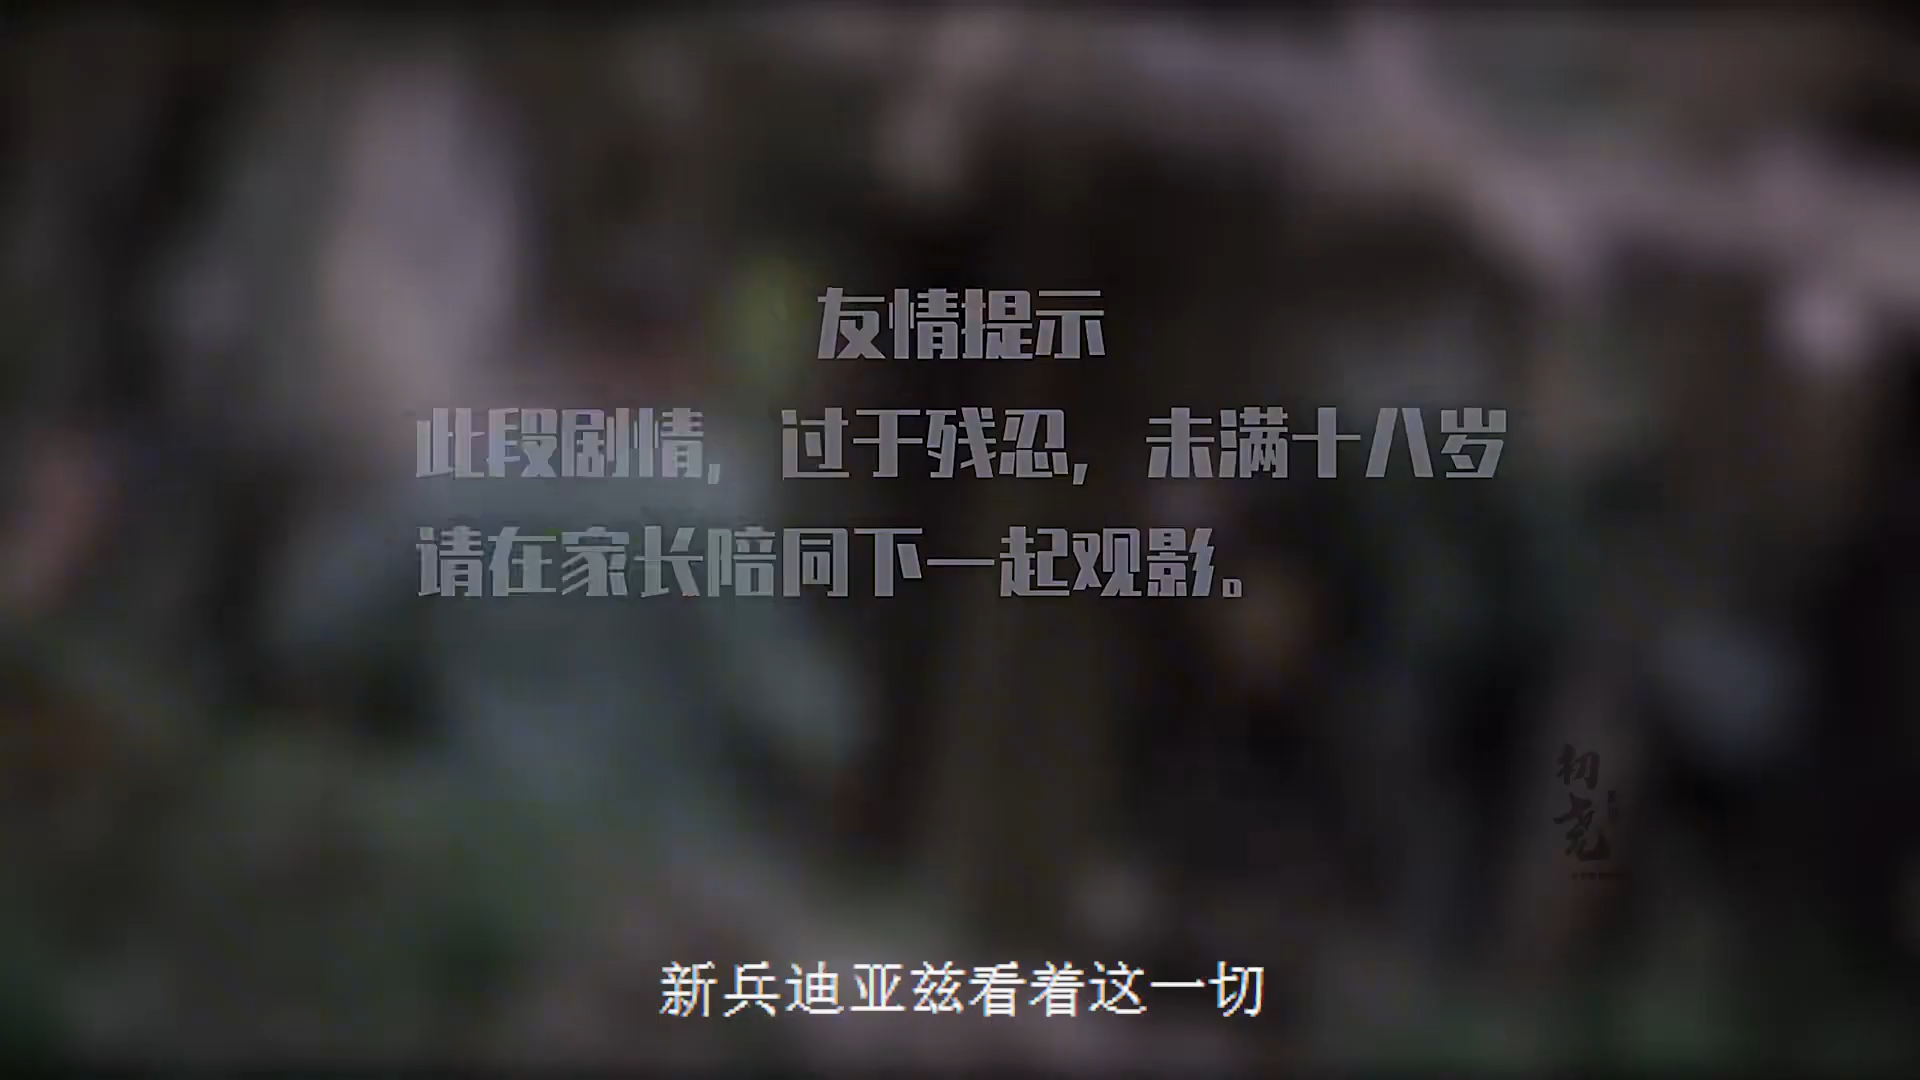 友情提示
此段剧情，过于残忍，未满十八岁
请在家长陪同下一起观影。
初尧
新兵迪亚兹看着这一切